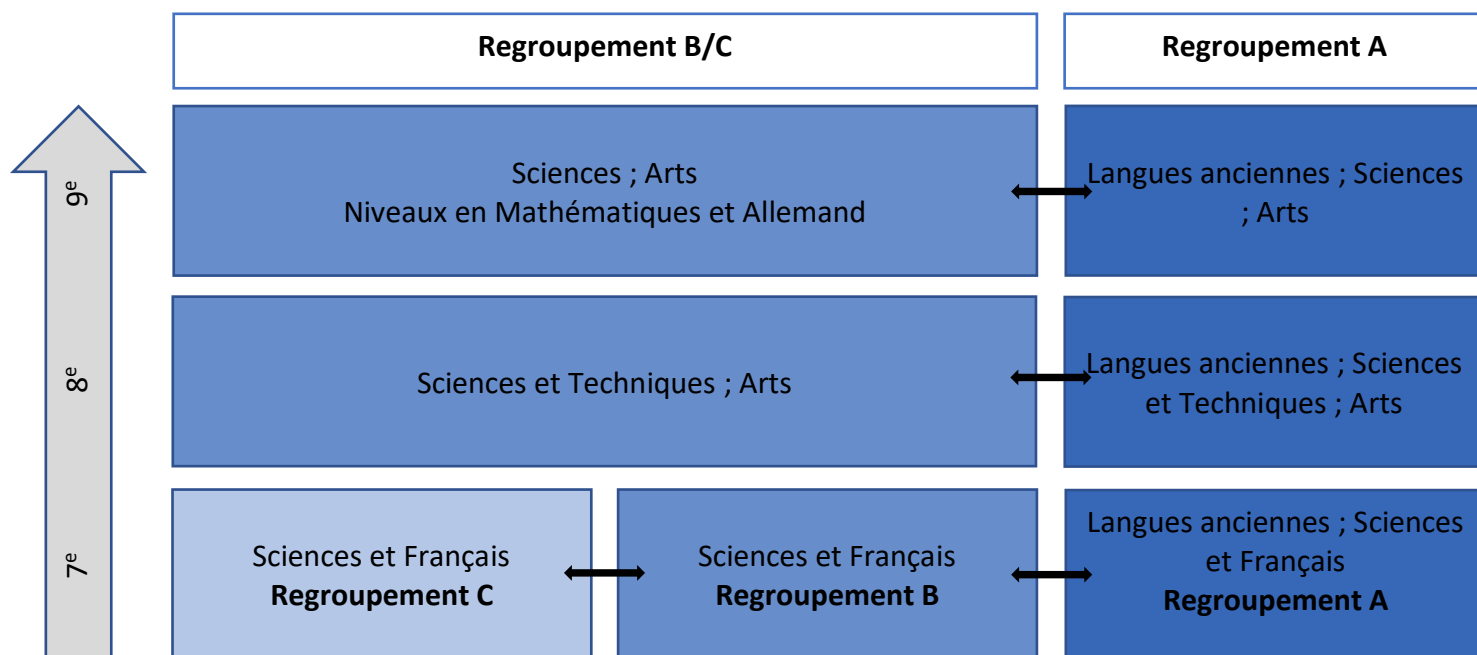 Regroupement B/C
Regroupement A
9e
Sciences ; Arts
Niveaux en Mathématiques et Allemand
Langues anciennes ; Sciences
; Arts
8e
Sciences et Techniques ; Arts
Langues anciennes ; Sciences
et Techniques ; Arts
7e
Sciences et Français
Regroupement C
Sciences et Français
Regroupement B
Langues anciennes ; Sciences
et Français
Regroupement A